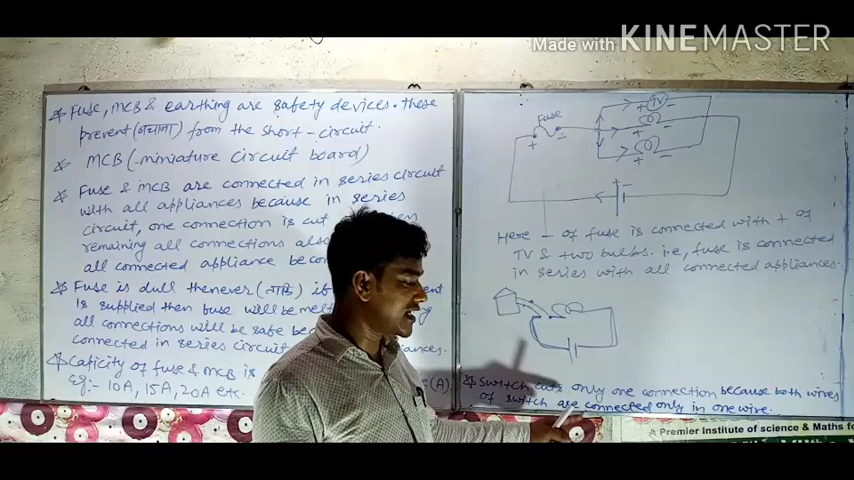 Made with KINEMASTER
* Fuse, MCB & earthing are safety devices. These
prevent (बचाना) from the short-circuit.
* MCB (miniature circuit board)
* Fuse & MCB are connected in series circuit
with all appliances because in series
circuit, one connection is cut
remaining all connections also
all connected appliance beco
* Fuse is dull
is supplied then fuse will be mel
all connections will be safe be
connected in series circuit
* Capicity of fuse & MCB is
Eg:- 10A, 15A, 20A etc.
ances.
(A)
Fuse
+ -
TV
+ -
+ -
+ -
+ -
Here - of fuse is connected with + of
TV & two bulbs. i.e, fuse is connected
in series with all connected appliances.
* Switch cuts only one connection because both wires
of switch are connected only in one wire.
A Premier Institute of science & Maths fo